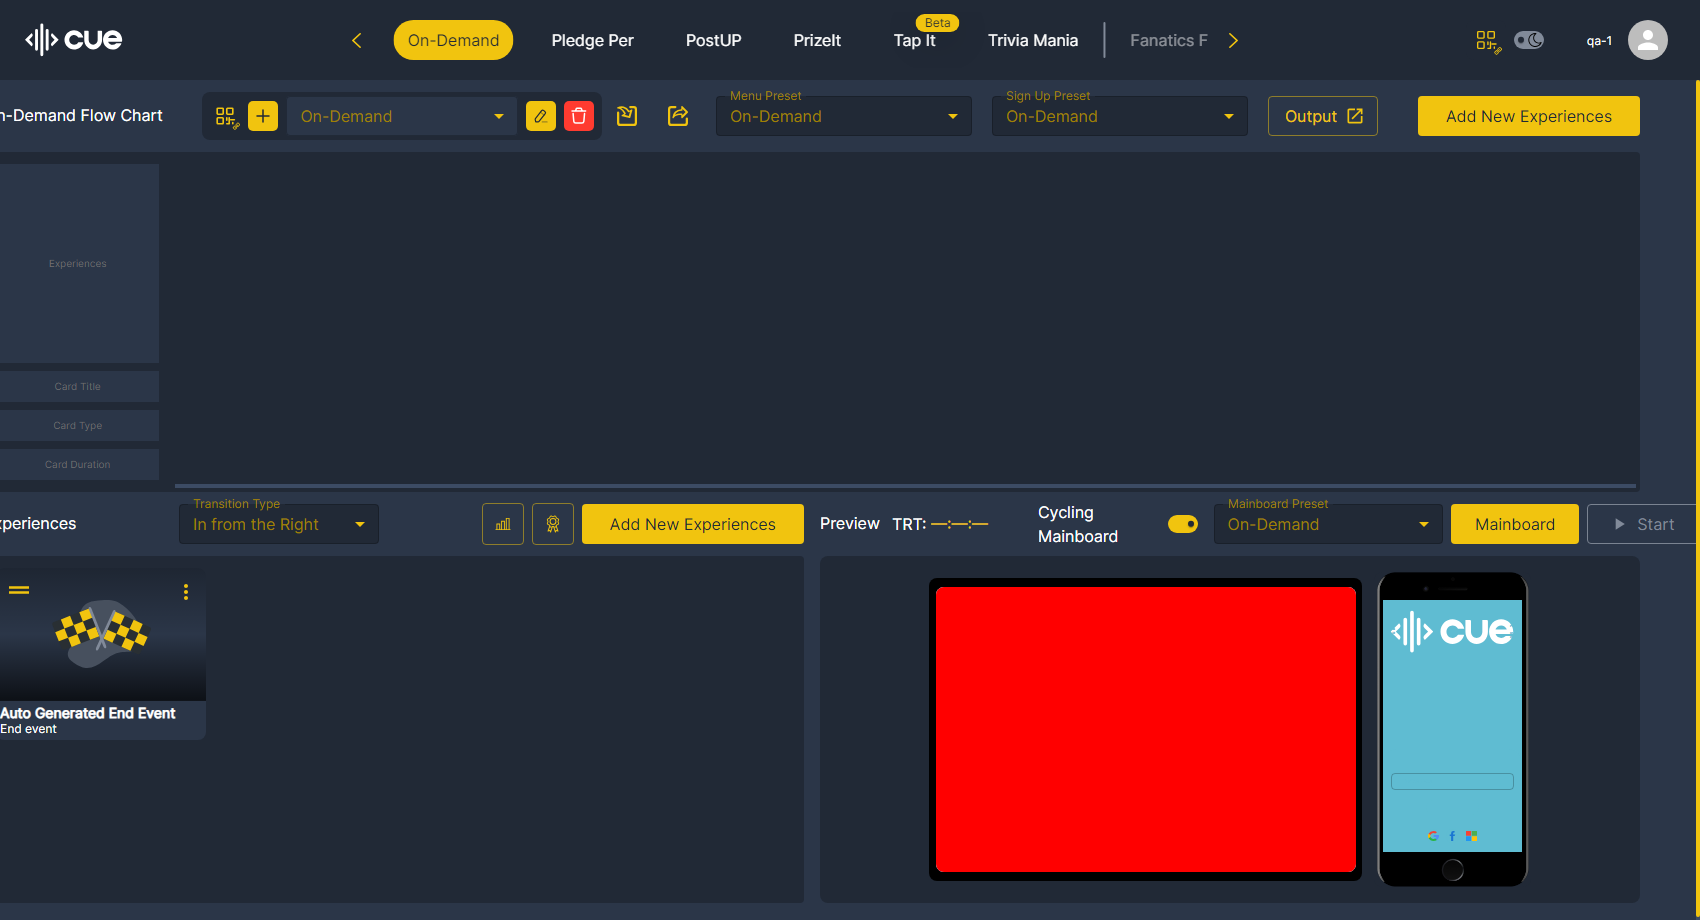 cue
On-Demand
Pledge Per
PostUP
PrizeIt
Beta
Tap It
Trivia Mania
Fanatics F
qa-1
n-Demand Flow Chart
On-Demand
Menu Preset
On-Demand
Sign Up Preset
On-Demand
Output
Add New Experiences
Experiences
Card Title
Card Type
Card Duration
xperiences
Transition Type
In from the Right
Add New Experiences
Preview
TRT: —:—:—
Cycling
Mainboard
Mainboard Preset
On-Demand
Mainboard
Start
Auto Generated End Event
End event
cue